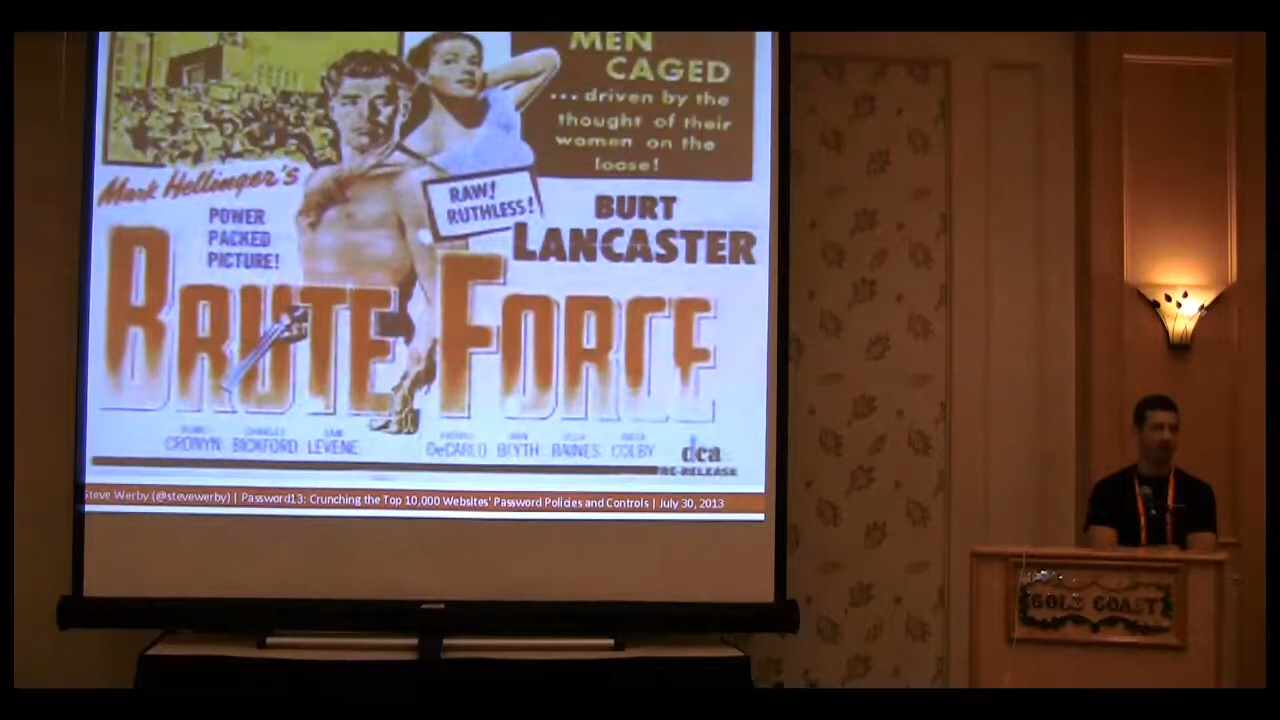 MEN
CAGED
...driven by the
thought of their
women on the
loose!
Mark Hellinger's
POWER
PACKED
PICTURE!
RAW!
RUTHLESS!
BURT
LANCASTER
BRUTE FORCE
CRONYN BICKFORD LEVENE DeCARLO BLYTH RAINES COLBY
dca
RE-RELEASE
Steve Werby (@stevewerby) | Password13: Crunching the Top 10,000 Websites' Password Policies and Controls | July 30, 2013
GOLD COAST